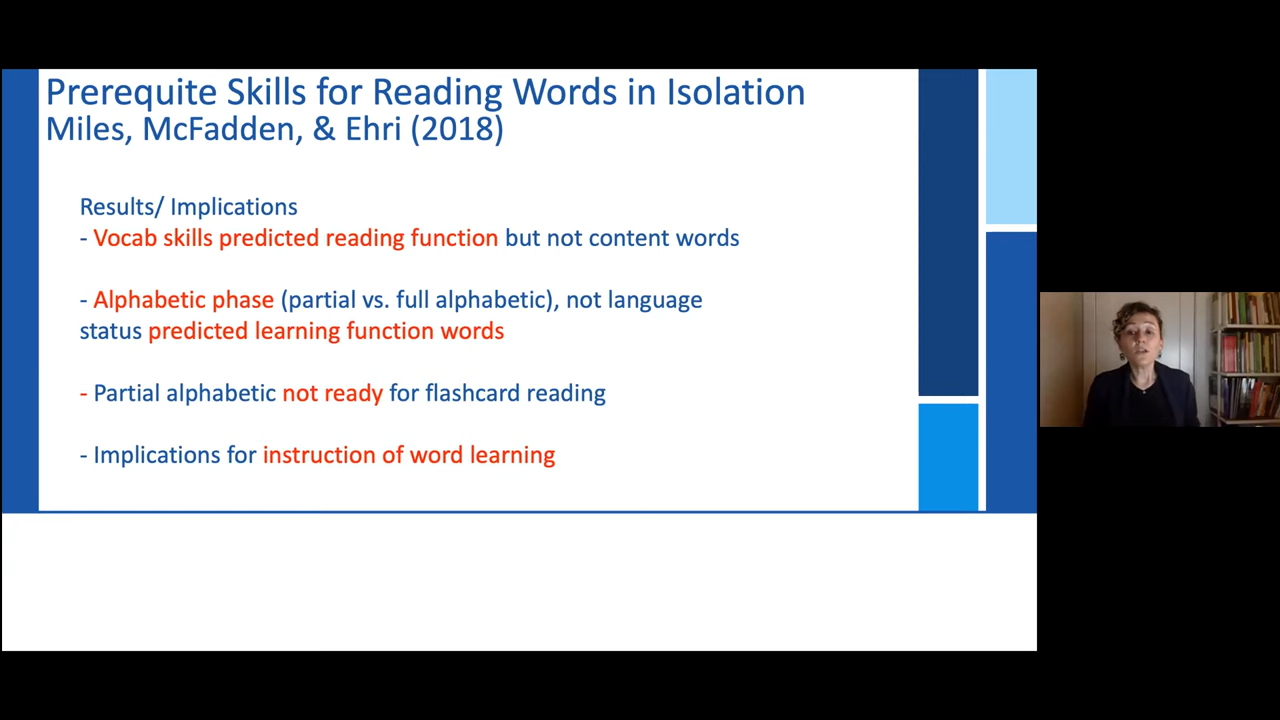 Prerequite Skills for Reading Words in Isolation
Miles, McFadden, & Ehri (2018)
Results/ Implications
- Vocab skills predicted reading function but not content words
- Alphabetic phase (partial vs. full alphabetic), not language
status predicted learning function words
- Partial alphabetic not ready for flashcard reading
- Implications for instruction of word learning